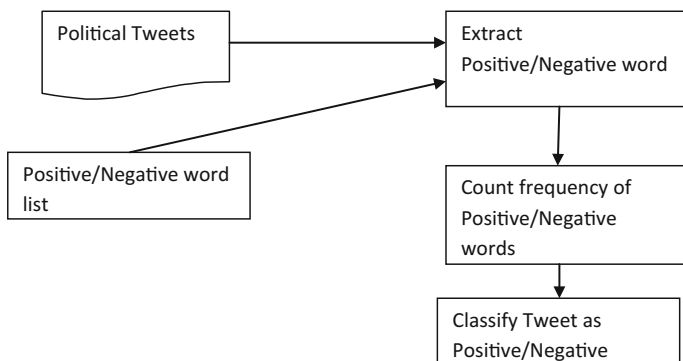 Political Tweets
Extract
Positive/Negative word
Positive/Negative word
list
Count frequency of
Positive/Negative
words
Classify Tweet as
Positive/Negative